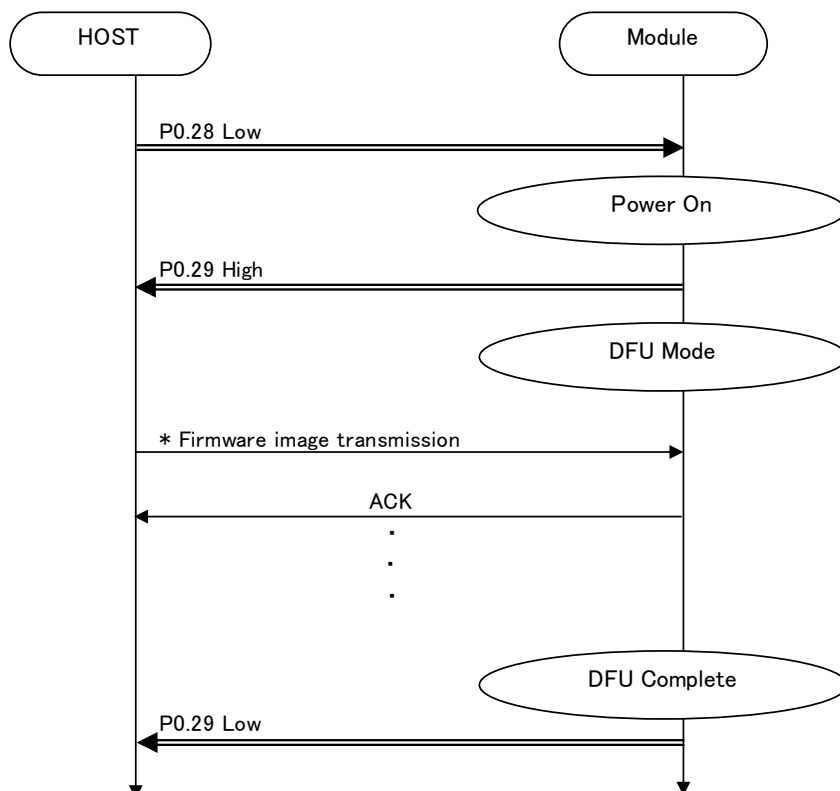 HOST
Module
P0.28 Low
Power On
P0.29 High
DFU Mode
* Firmware image transmission
ACK
DFU Complete
P0.29 Low